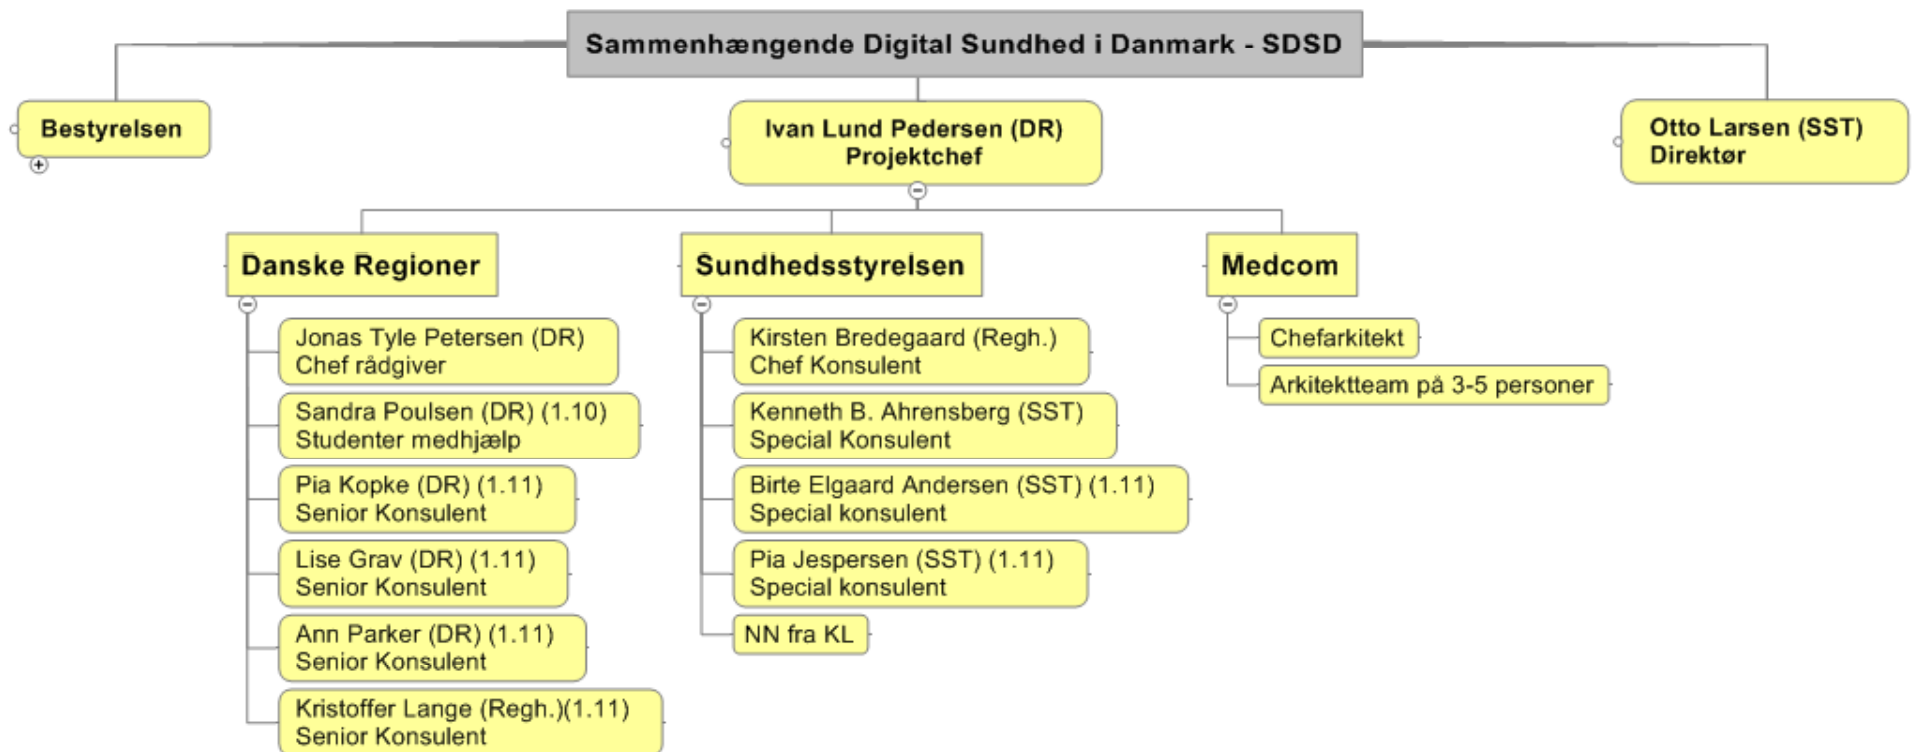 Sammenhængende Digital Sundhed i Danmark - SDSD
Bestyrelsen
Ivan Lund Pedersen (DR)
Projektchef
Otto Larsen (SST)
Direktør
Danske Regioner
Jonas Tyle Petersen (DR)
Chef rådgiver
Sandra Poulsen (DR) (1.10)
Studenter medhjælp
Pia Kopke (DR) (1.11)
Senior Konsulent
Lise Grav (DR) (1.11)
Senior Konsulent
Ann Parker (DR) (1.11)
Senior Konsulent
Kristoffer Lange (Regh.)(1.11)
Senior Konsulent
Sundhedsstyrelsen
Kirsten Bredegaard (Regh.)
Chef Konsulent
Kenneth B. Ahrensberg (SST)
Special Konsulent
Birte Elgaard Andersen (SST) (1.11)
Special konsulent
Pia Jespersen (SST) (1.11)
Special konsulent
NN fra KL
Medcom
Chefarkitekt
Arkitektteam på 3-5 personer